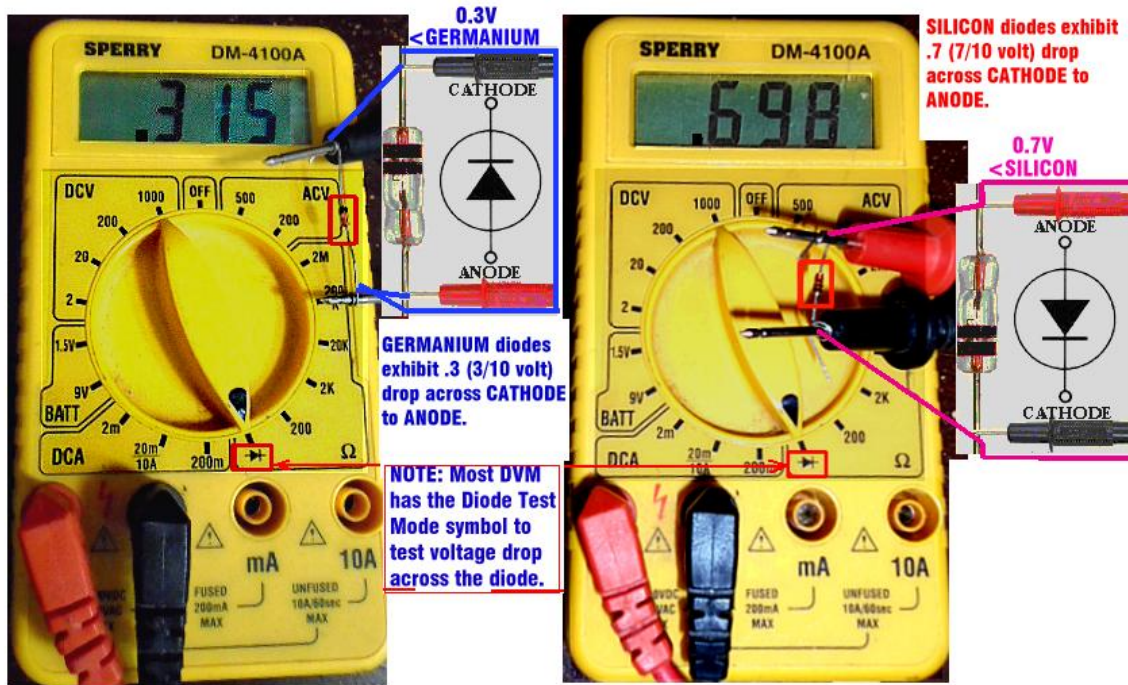 0.3V
< GERMANIUM
SPERRY DM-4100A
.315
CATHODE
ANODE
DCV
1000
OFF
500
ACV
200
200
20
2M
2
20K
1.5V
9V
2K
BATT
2m
200
DCA
20m
10A
200m
Ω
GERMANIUM diodes
exhibit .3 (3/10 volt)
drop across CATHODE
to ANODE.
NOTE: Most DVM
has the Diode Test
Mode symbol to
test voltage drop
across the diode.
mA
10A
FUSED
200mA
MAX
UNFUSED
10A/60sec
MAX
SPERRY DM-4100A
.698
SILICON diodes exhibit
.7 (7/10 volt) drop
across CATHODE to
ANODE.
0.7V
<SILICON
ANODE
CATHODE
DCV
1000
OFF
500
ACV
200
20
2
1.5V
9V
2K
BATT
2m
200
DCA
20m
10A
200m
Ω
mA
10A
FUSED
200mA
MAX
UNFUSED
10A/60sec
MAX